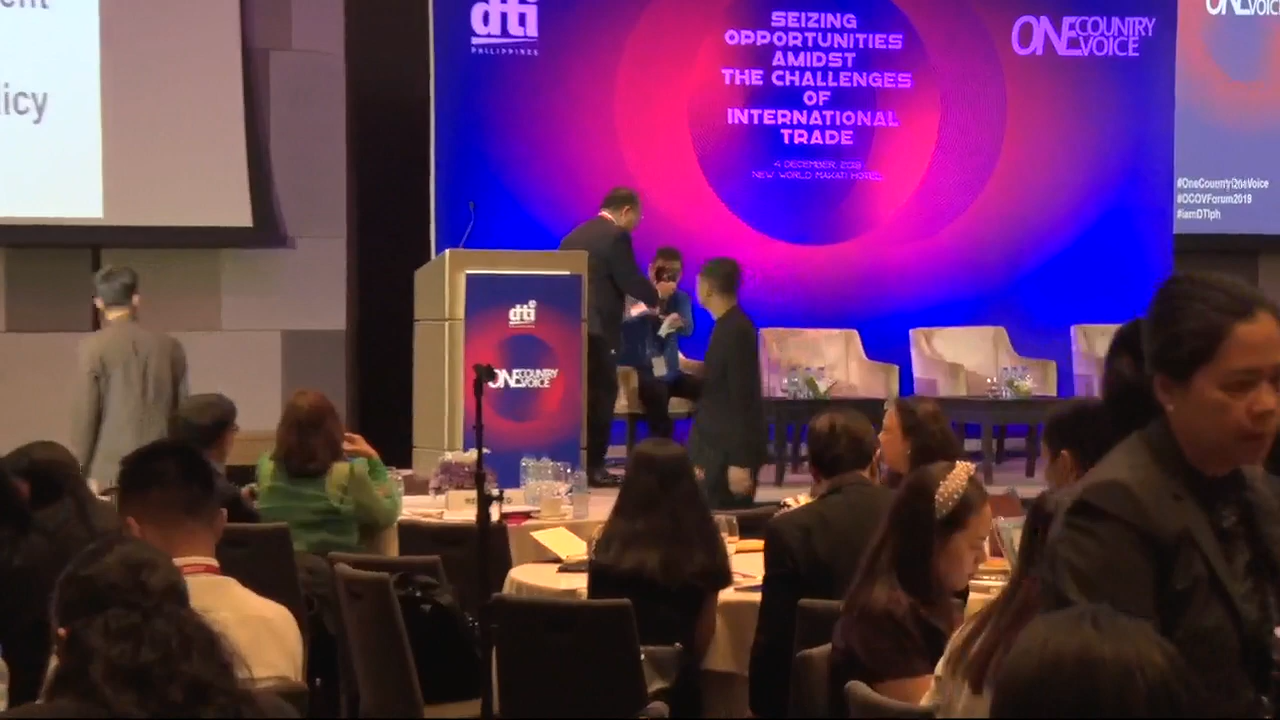 dti
PHILIPPINES
SEIZING
OPPORTUNITIES
AMIDST
THE CHALLENGES
OF
INTERNATIONAL
TRADE
4 DECEMBER, 2019
NEW WORLD MAKATI HOTEL
ONE COUNTRY
VOICE
#OneCountryOneVoice
#OCOVForum2019
#iamDTIph
dti
ONE COUNTRY
VOICE